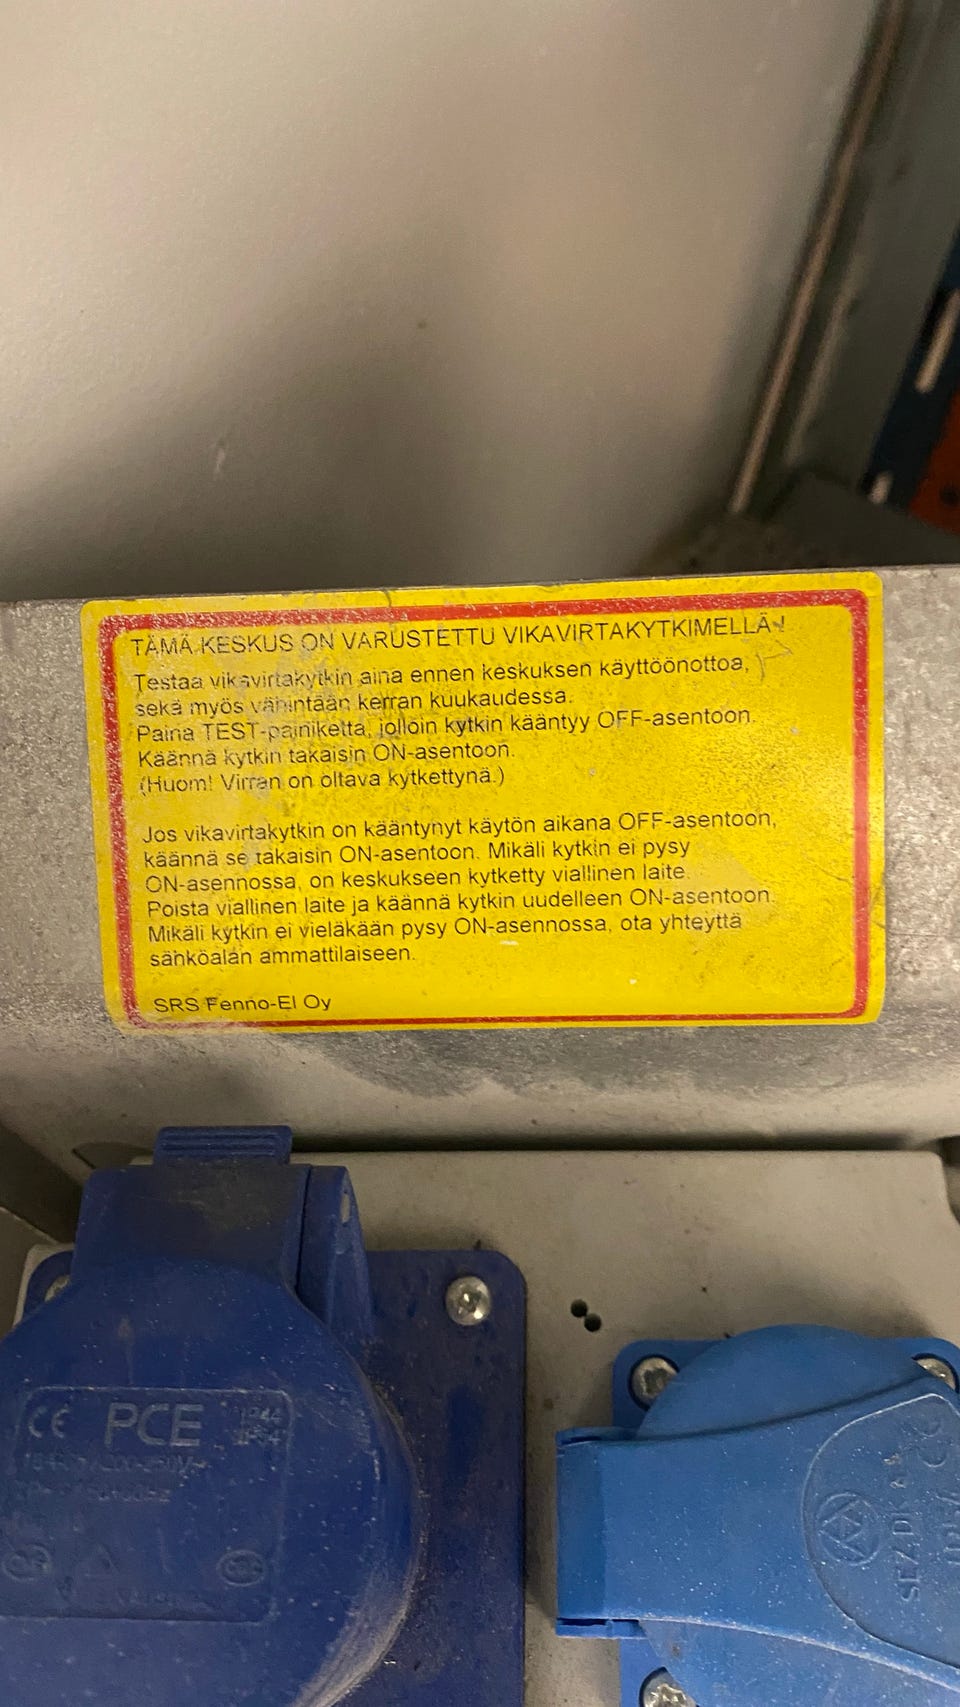 TÄMÄ KESKUS ON VARUSTETTU VIKAVIRTAKYTKIMELLÄ!
Testaa vikavirtakytkin aina ennen keskuksen käyttöönottoa,
sekä myös vähintään kerran kuukaudessa.
Paina TEST-painiketta, jolloin kytkin kääntyy OFF-asentoon.
Käännä kytkin takaisin ON-asentoon.
(Huom! Virran on oltava kytkettynä.)
Jos vikavirtakytkin on kääntynyt käytön aikana OFF-asentoon,
käännä se takaisin ON-asentoon. Mikäli kytkin ei pysy
ON-asennossa, on keskukseen kytketty viallinen laite.
Poista viallinen laite ja käännä kytkin uudelleen ON-asentoon.
Mikäli kytkin ei vieläkään pysy ON-asennossa, ota yhteyttä
sähköalan ammattilaiseen.
SRS Fenno-El Oy
CE PCE IP44